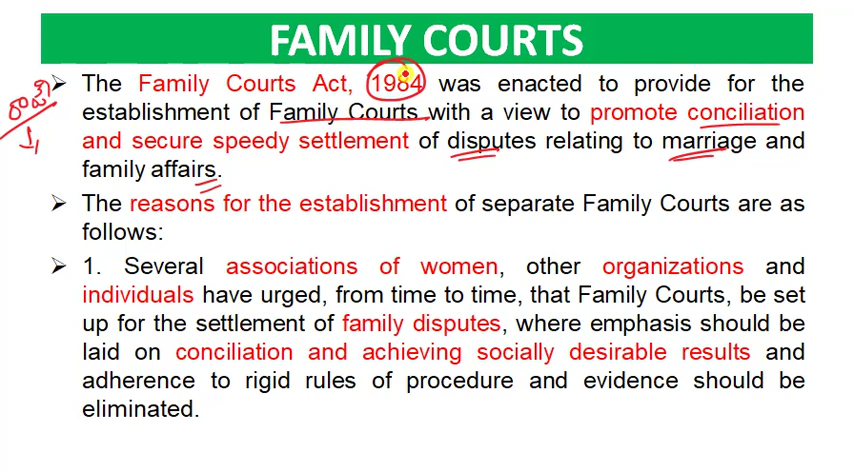 FAMILY COURTS
➢ The Family Courts Act, 1984 was enacted to provide for the
establishment of Family Courts with a view to promote conciliation
and secure speedy settlement of disputes relating to marriage and
family affairs.
➢ The reasons for the establishment of separate Family Courts are as
follows:
➢ 1. Several associations of women, other organizations and
individuals have urged, from time to time, that Family Courts, be set
up for the settlement of family disputes, where emphasis should be
laid on conciliation and achieving socially desirable results and
adherence to rigid rules of procedure and evidence should be
eliminated.